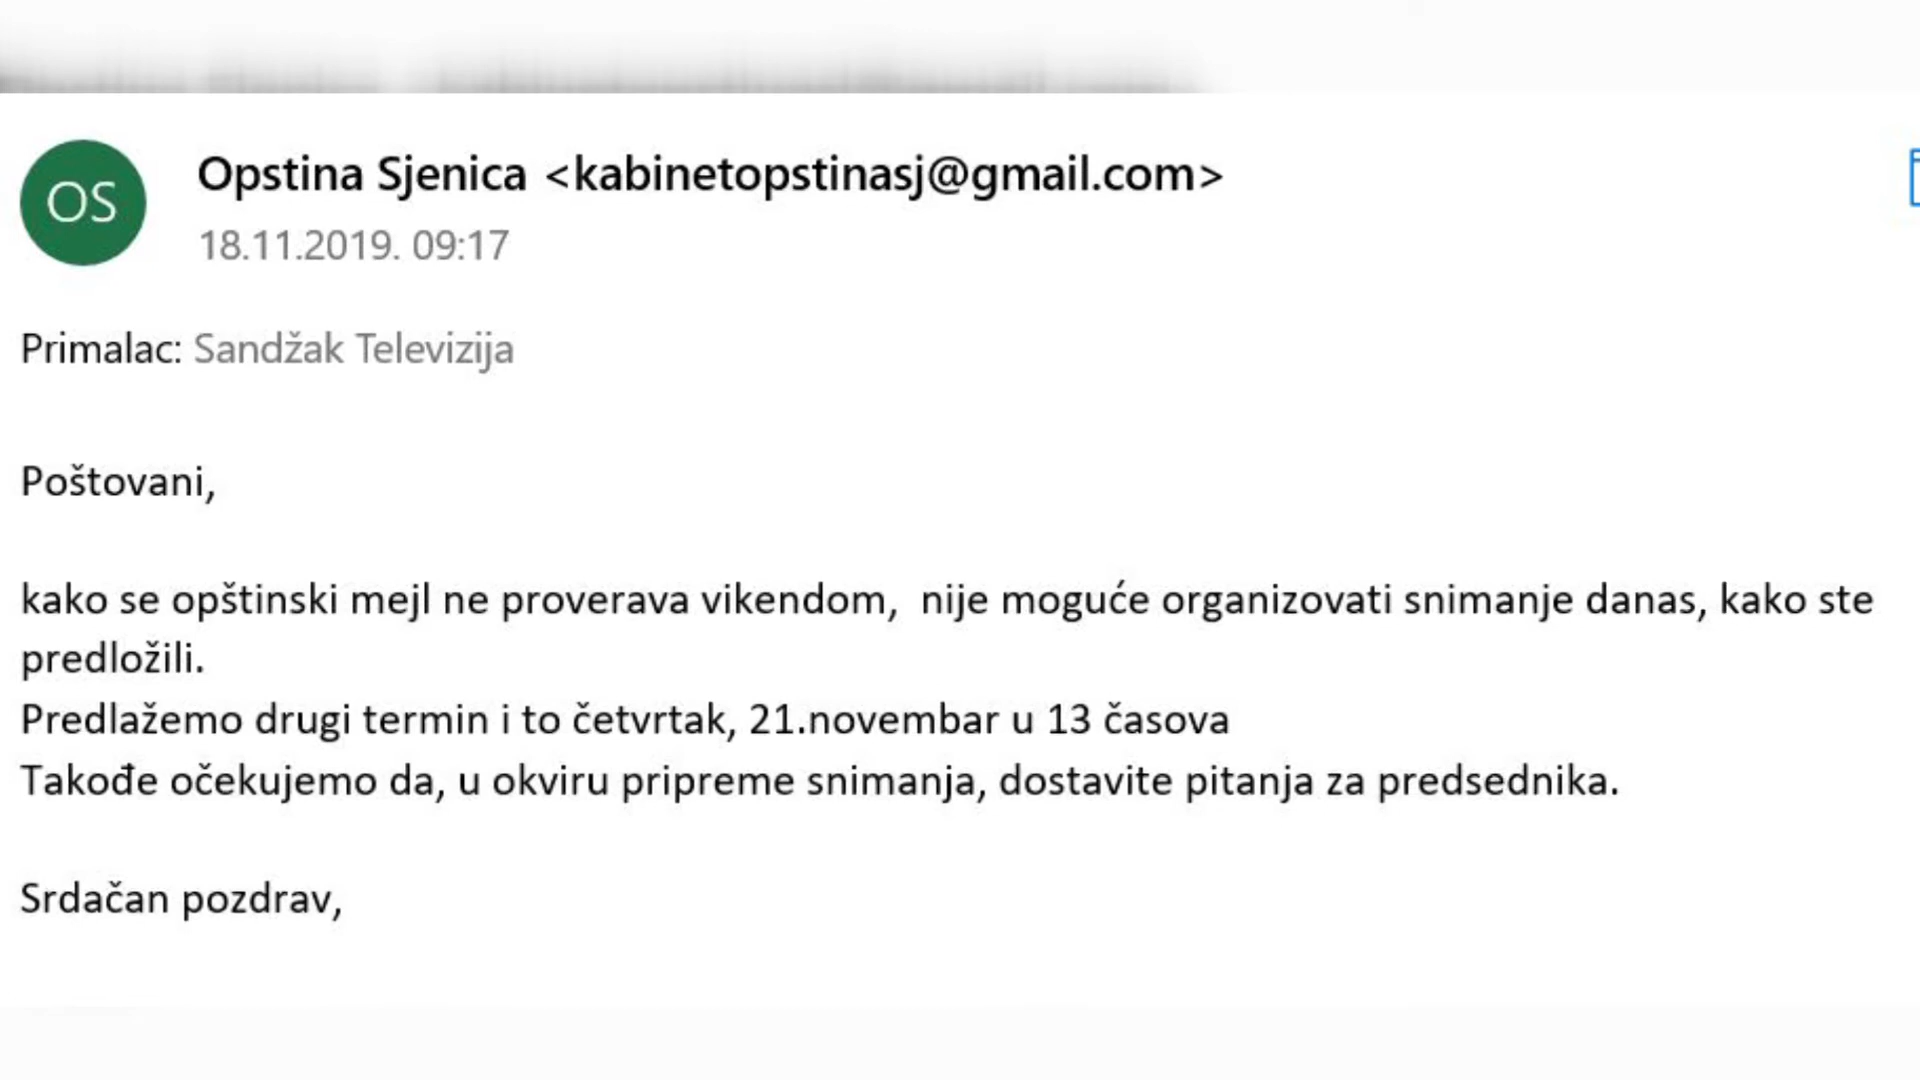 OS
Opstina Sjenica <kabinetopstinasj@gmail.com>
18.11.2019. 09:17
Primalac: Sandžak Televizija
Poštovani,
kako se opštinski mejl ne proverava vikendom,  nije moguće organizovati snimanje danas, kako ste
predložili.
Predlažemo drugi termin i to četvrtak, 21.novembar u 13 časova
Takođe očekujemo da, u okviru pripreme snimanja, dostavite pitanja za predsednika.
Srdačan pozdrav,